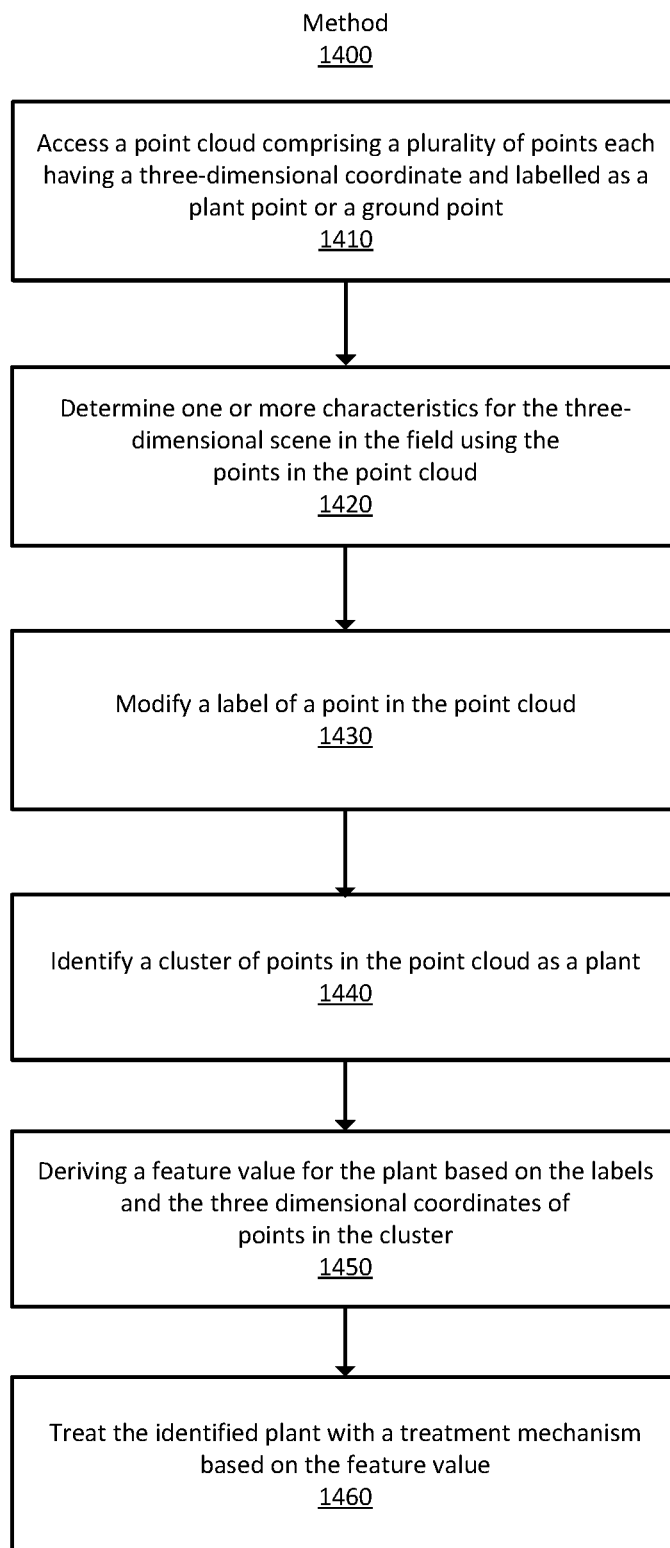 Method
1400
Access a point cloud comprising a plurality of points each
having a three-dimensional coordinate and labelled as a
plant point or a ground point
1410
Determine one or more characteristics for the three-
dimensional scene in the field using the
points in the point cloud
1420
Modify a label of a point in the point cloud
1430
Identify a cluster of points in the point cloud as a plant
1440
Deriving a feature value for the plant based on the labels
and the three dimensional coordinates of
points in the cluster
1450
Treat the identified plant with a treatment mechanism
based on the feature value
1460